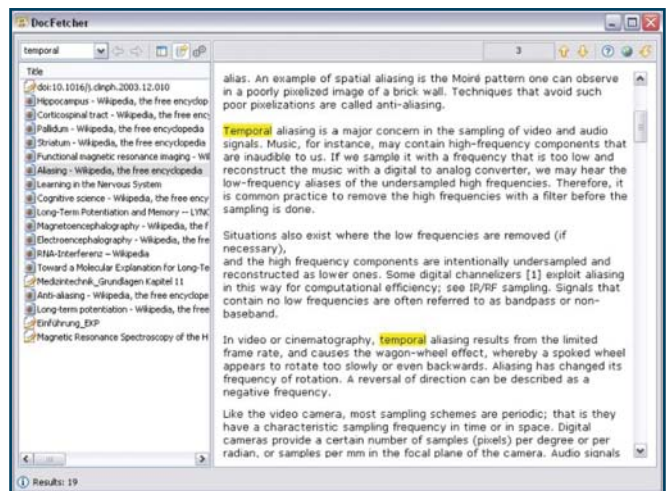 DocFetcher
temporal
3
Title
doi:10.1016/j.clinph.2003.12.010
Hippocampus - Wikipedia, the free encyclop
Corticospinal tract - Wikipedia, the free ency
Pallidum - Wikipedia, the free encyclopedia
Striatum - Wikipedia, the free encyclopedia
Functional magnetic resonance imaging - Wi
Aliasing - Wikipedia, the free encyclopedia
Learning in the Nervous System
Cognitive science - Wikipedia, the free ency
Long-Term Potentiation and Memory -- LYNC
Magnetoencephalography - Wikipedia, the f
Electroencephalography - Wikipedia, the fre
RNA-Interferenz – Wikipedia
Toward a Molecular Explanation for Long-Te
Medizintechnik_Grundlagen Kapitel 11
Anti-aliasing - Wikipedia, the free encyclope
Long-term potentiation - Wikipedia, the free
Einführung_EKP
Magnetic Resonance Spectroscopy of the H
alias. An example of spatial aliasing is the Moiré pattern one can observe
in a poorly pixelized image of a brick wall. Techniques that avoid such
poor pixelizations are called anti-aliasing.
Temporal aliasing is a major concern in the sampling of video and audio
signals. Music, for instance, may contain high-frequency components that
are inaudible to us. If we sample it with a frequency that is too low and
reconstruct the music with a digital to analog converter, we may hear the
low-frequency aliases of the undersampled high frequencies. Therefore, it
is common practice to remove the high frequencies with a filter before the
sampling is done.
Situations also exist where the low frequencies are removed (if
necessary),
and the high frequency components are intentionally undersampled and
reconstructed as lower ones. Some digital channelizers [1] exploit aliasing
in this way for computational efficiency; see IR/RF sampling. Signals that
contain no low frequencies are often referred to as bandpass or non-
baseband.
In video or cinematography, temporal aliasing results from the limited
frame rate, and causes the wagon-wheel effect, whereby a spoked wheel
appears to rotate too slowly or even backwards. Aliasing has changed its
frequency of rotation. A reversal of direction can be described as a
negative frequency.
Like the video camera, most sampling schemes are periodic; that is they
have a characteristic sampling frequency in time or in space. Digital
cameras provide a certain number of samples (pixels) per degree or per
radian, or samples per mm in the focal plane of the camera. Audio signals
Results: 19